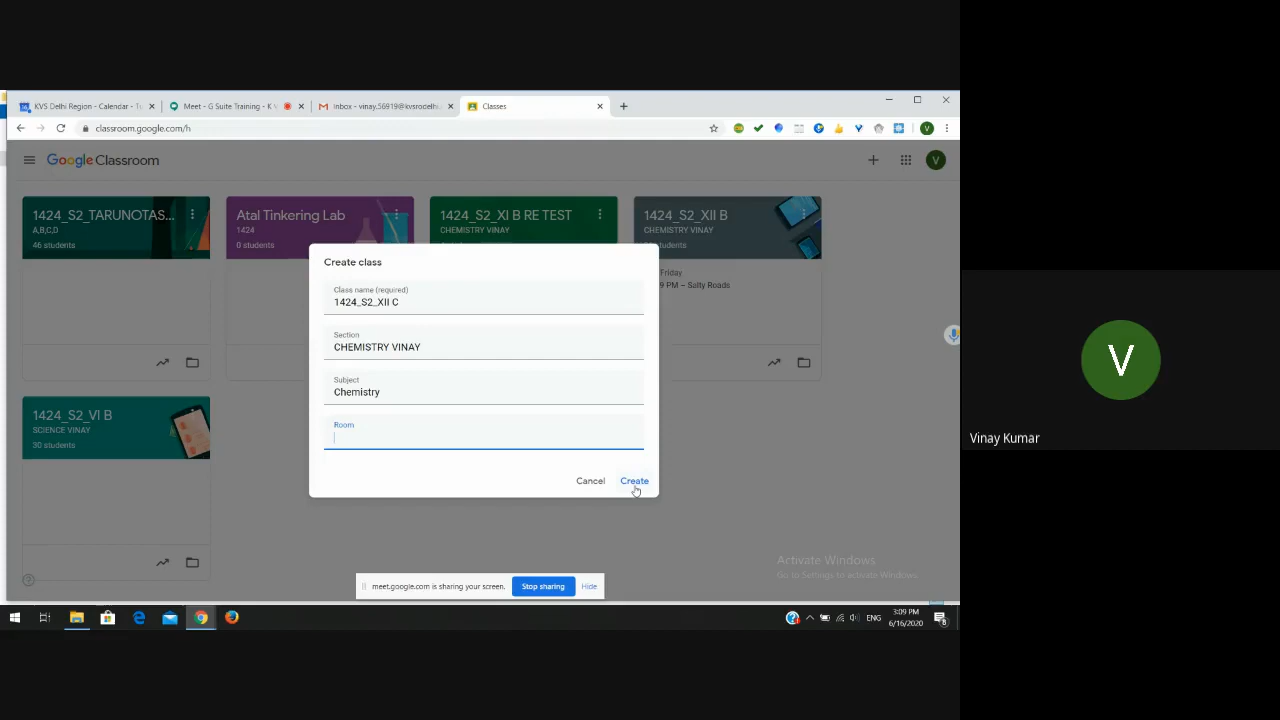 KVS Delhi Region - Calendar - Tu
Meet - G Suite Training - K V
Inbox - vinay.56919@kvsrodelhi
Classes
classroom.google.com/h
V
Google Classroom
V
1424_S2_TARUNOTAS...
A,B,C,D
46 students
Atal Tinkering Lab
1424
0 students
1424_S2_XI B RE TEST
CHEMISTRY VINAY
1424_S2_XII B
CHEMISTRY VINAY
students
Friday
9 PM – Salty Roads
Create class
Class name (required)
1424_S2_XII C
Section
CHEMISTRY VINAY
Subject
Chemistry
Room
Cancel
Create
1424_S2_VI B
SCIENCE VINAY
30 students
V
Vinay Kumar
Activate Windows
Go to Settings to activate Windows.
meet.google.com is sharing your screen.
Stop sharing
Hide
ENG
3:09 PM
6/16/2020